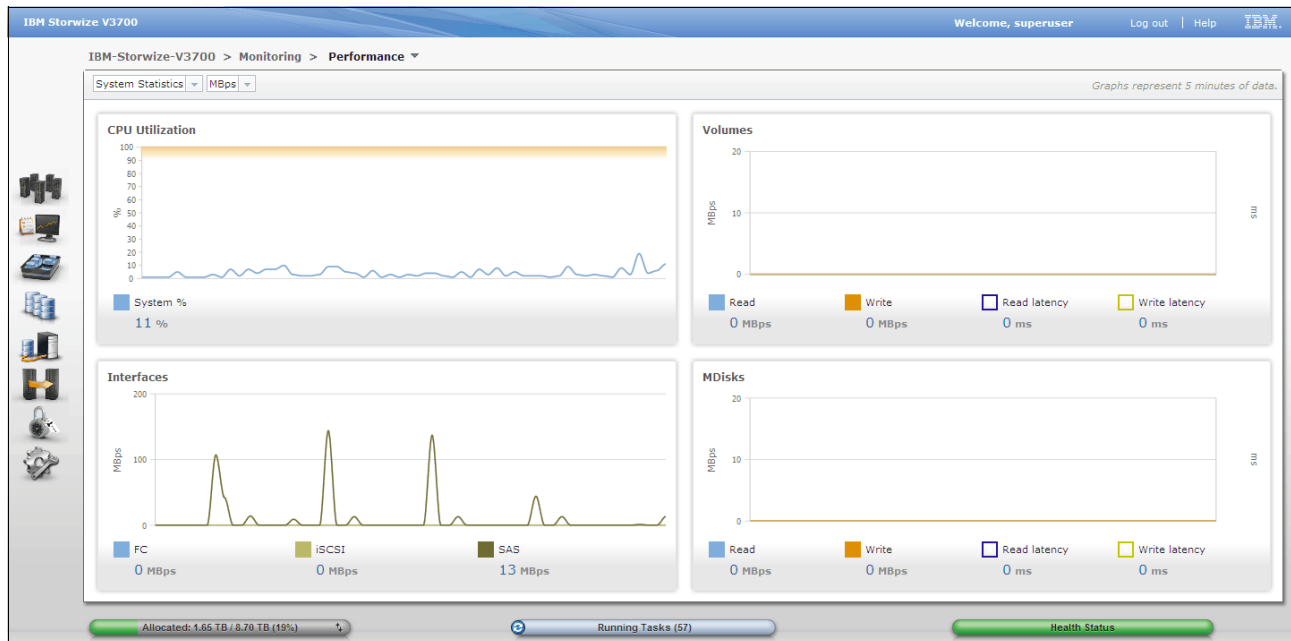 IBM Storwize V3700
Welcome, superuser
Log out | Help
IBM.
IBM-Storwize-V3700 > Monitoring > Performance
System Statistics
MBps
Graphs represent 5 minutes of data.
CPU Utilization
100
90
80
70
60
50
40
30
20
10
0
%
System %
11 %
Volumes
20
10
0
MBps
ms
Read
Write
Read latency
Write latency
0 MBps
0 MBps
0 ms
0 ms
Interfaces
200
100
0
MBps
FC
iSCSI
SAS
0 MBps
0 MBps
13 MBps
MDisks
20
10
0
MBps
ms
Read
Write
Read latency
Write latency
0 MBps
0 MBps
0 ms
0 ms
Allocated: 1.65 TB / 8.70 TB (19%)
Running Tasks (57)
Health Status